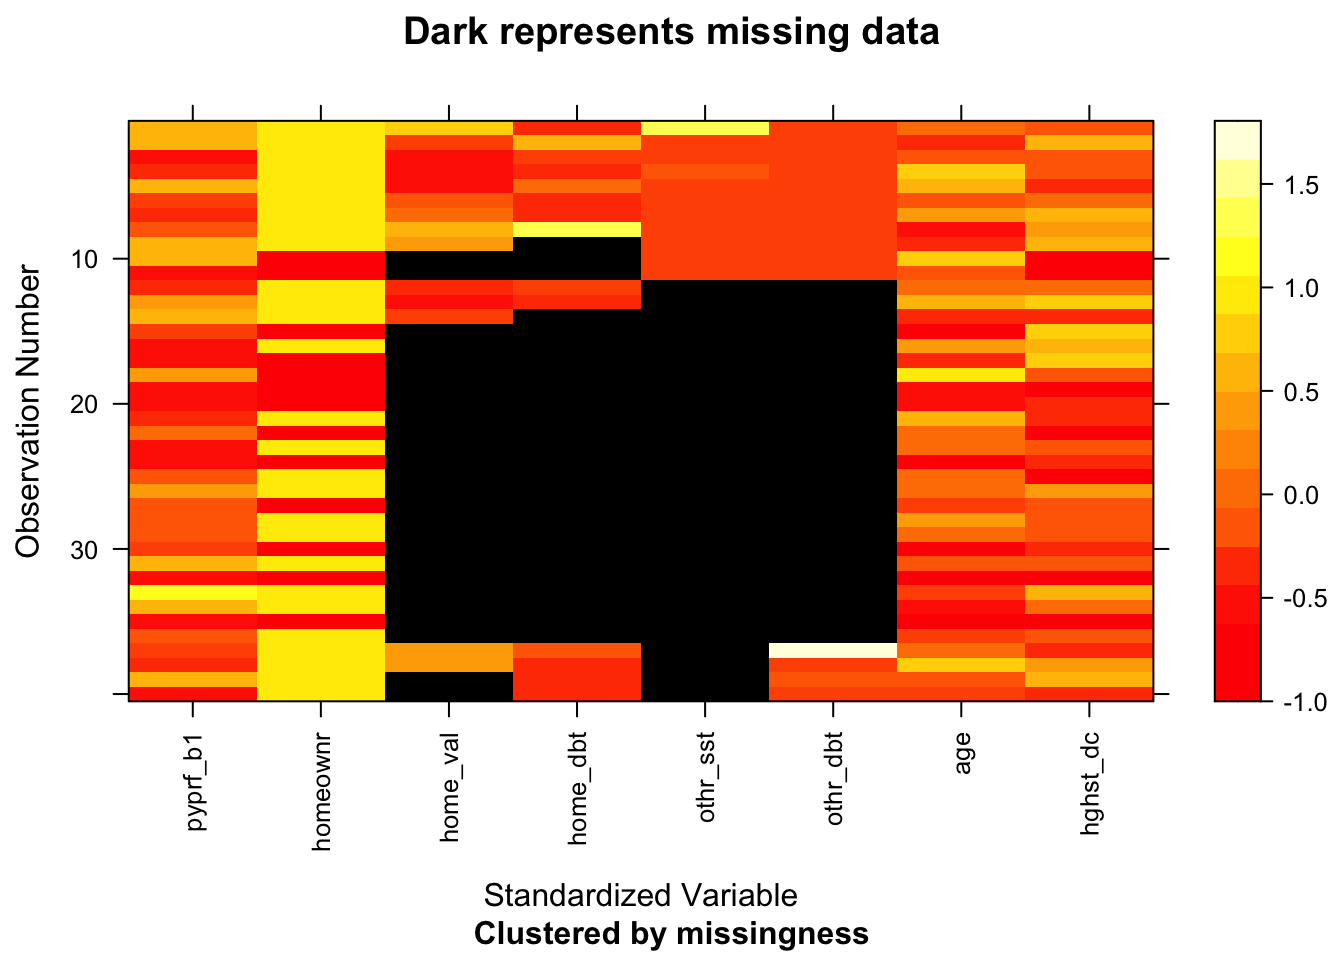 Dark represents missing data
Observation Number
10
20
30
1.5
1.0
0.5
0.0
-0.5
-1.0
pyprf_b1
homeownr
home_val
home_dbt
othr_sst
othr_dbt
age
hghst_dc
Standardized Variable
Clustered by missingness